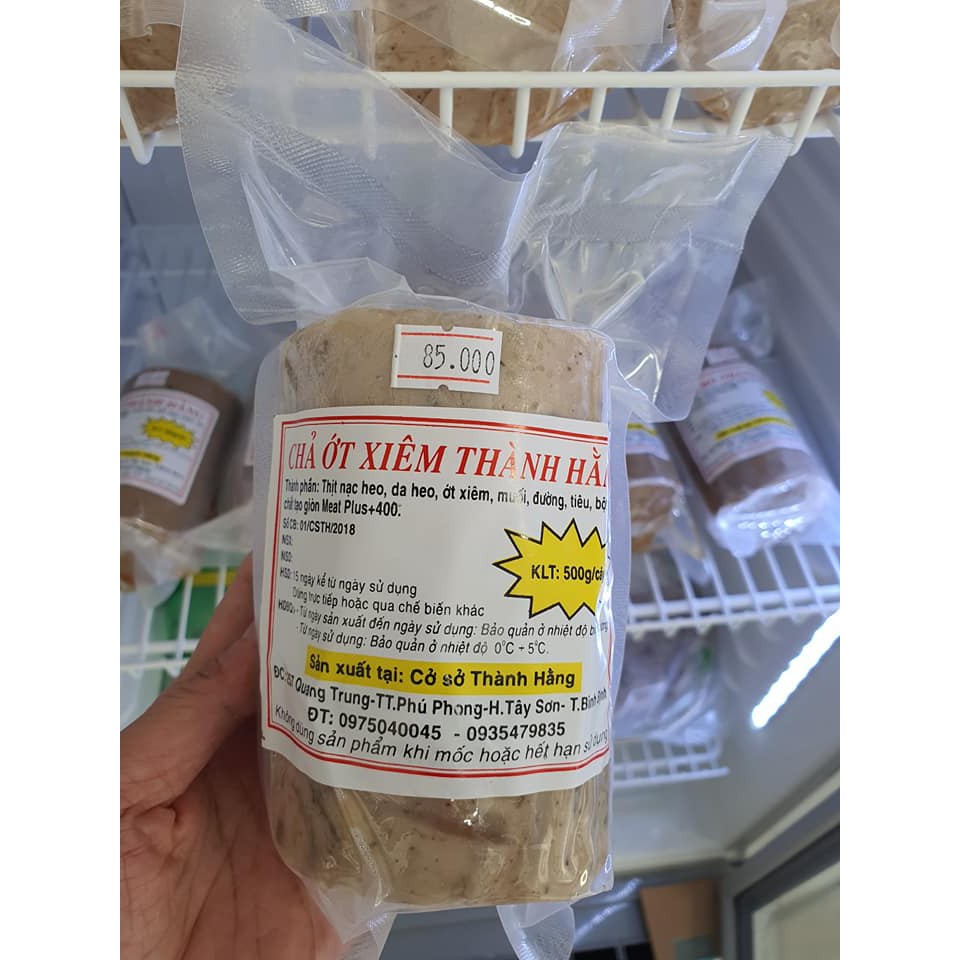 85.000
CHẢ ỚT XIÊM THÀNH HẰN
Thành phần: Thịt nạc heo, da heo, ớt xiêm, muối, đường, tiêu, bột
chất tạo giòn Meat Plus+400.
Số CB: 01/CSTH/2018
NSX:
NSD:
HSD: 15 ngày kể từ ngày sử dụng
Dùng trực tiếp hoặc qua chế biến khác
KLT: 500g/cá
- Từ ngày sản xuất đến ngày sử dụng: Bảo quản ở nhiệt độ bình
- Từ ngày sử dụng: Bảo quản ở nhiệt độ 0°C ÷ 5°C.
Sản xuất tại: Cở sở Thành Hằng
Quang Trung-TT.Phú Phong-H.Tây Sơn- T.Bình Định
ĐT: 0975040045 - 0935479835
Không dùng sản phẩm khi mốc hoặc hết hạn sử dụng